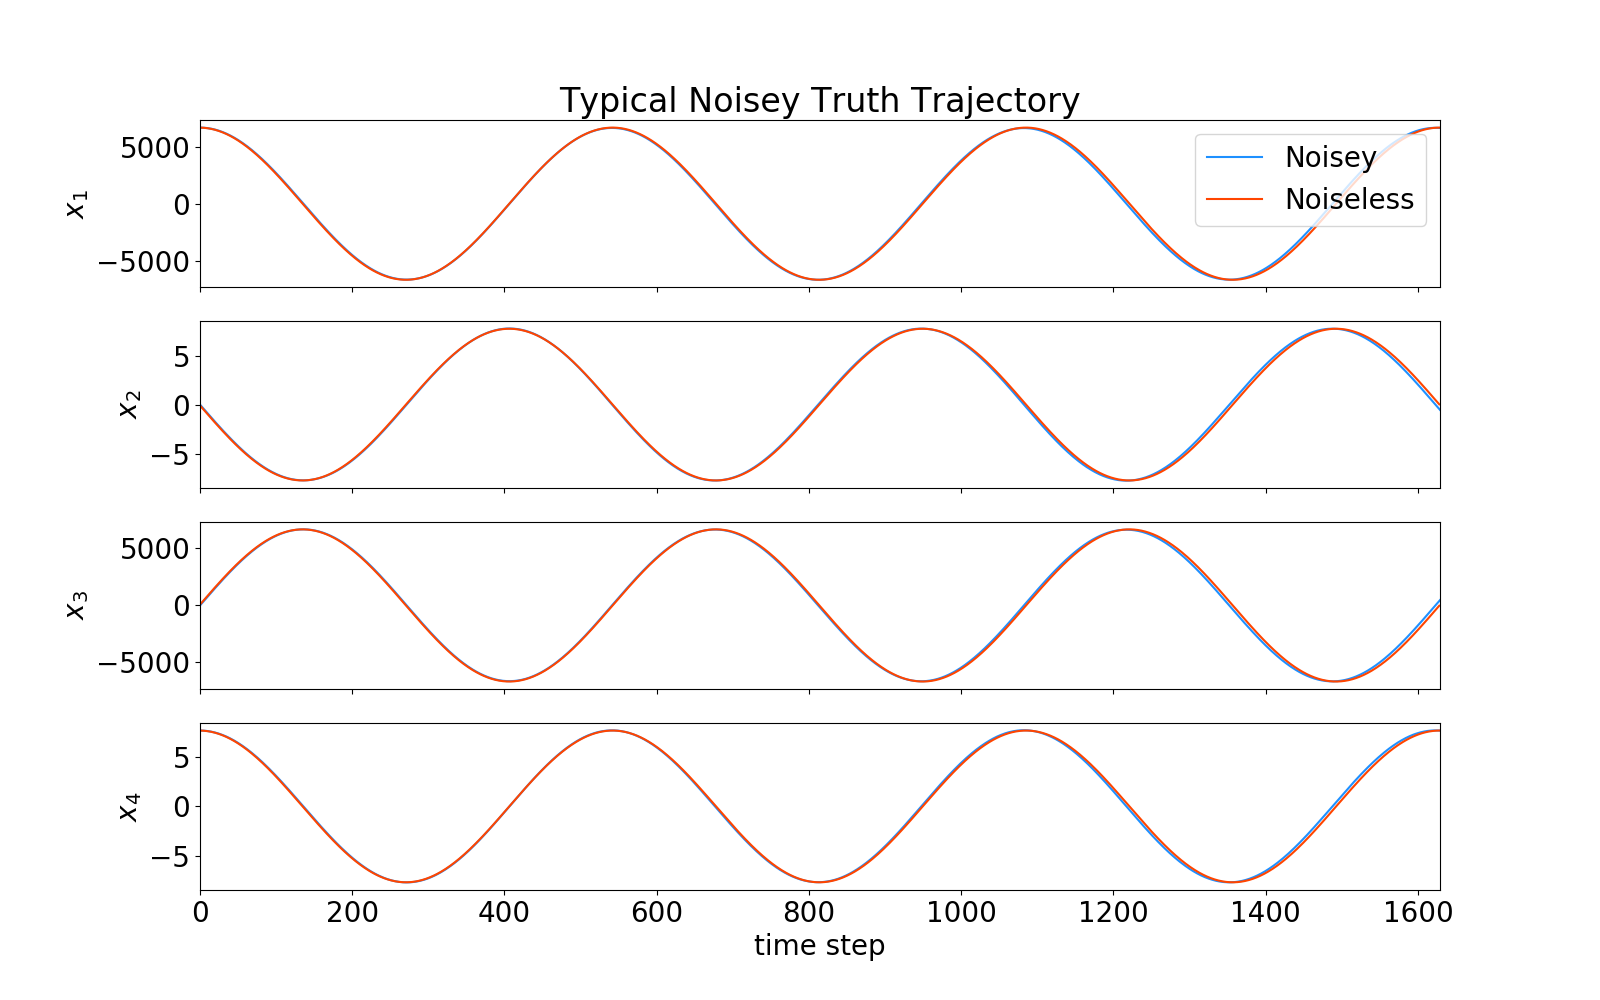 Typical Noisey Truth Trajectory
5000
0
−5000
x₁
Noisey
Noiseless
5
0
−5
x₂
5000
0
−5000
x₃
5
0
−5
x₄
0 200 400 600 800 1000 1200 1400 1600
time step